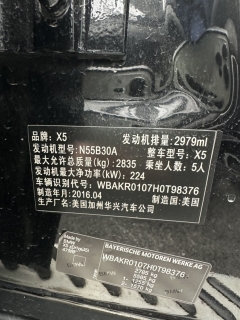 品牌: X5
发动机排量: 2979ml
发动机型号: N55B30A
整车型号: X5
最大允许总质量(kg): 2835
乘坐人数: 5人
发动机最大净功率(kW): 224
车辆识别代号: WBAKR0107H0T98376
制造年月: 2016.04
制造国: 美国
生产厂名: 美国加州华兴汽车公司
BAYERISCHE MOTOREN WERKE AG
WBAKR0107H0T98376